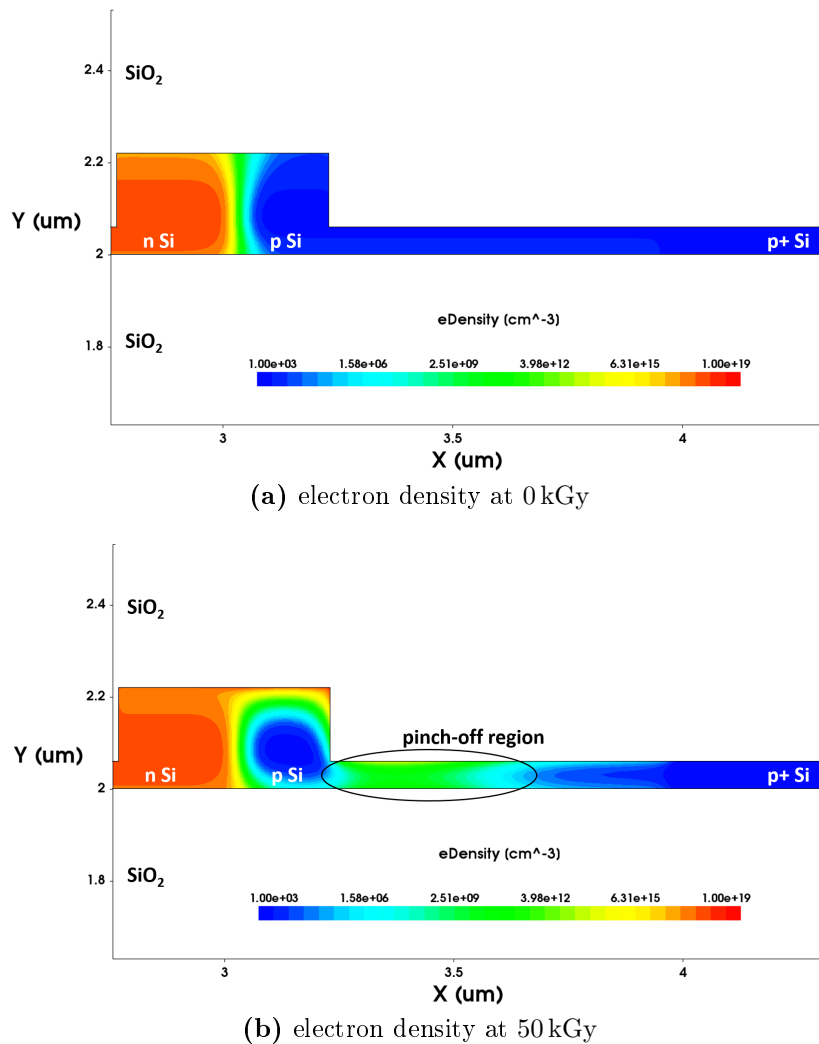 2.4
SiO2
2.2
Y (um)
n Si
p Si
p+ Si
2
SiO2
1.8
eDensity (cm^-3)
1.00e+03 1.58e+06 2.51e+09 3.98e+12 6.31e+15 1.00e+19
3 3.5 4
X (um)
(a) electron density at 0 kGy
2.4
SiO2
2.2
pinch-off region
Y (um)
n Si
p Si
p+ Si
2
SiO2
1.8
eDensity (cm^-3)
1.00e+03 1.58e+06 2.51e+09 3.98e+12 6.31e+15 1.00e+19
3 3.5 4
X (um)
(b) electron density at 50 kGy